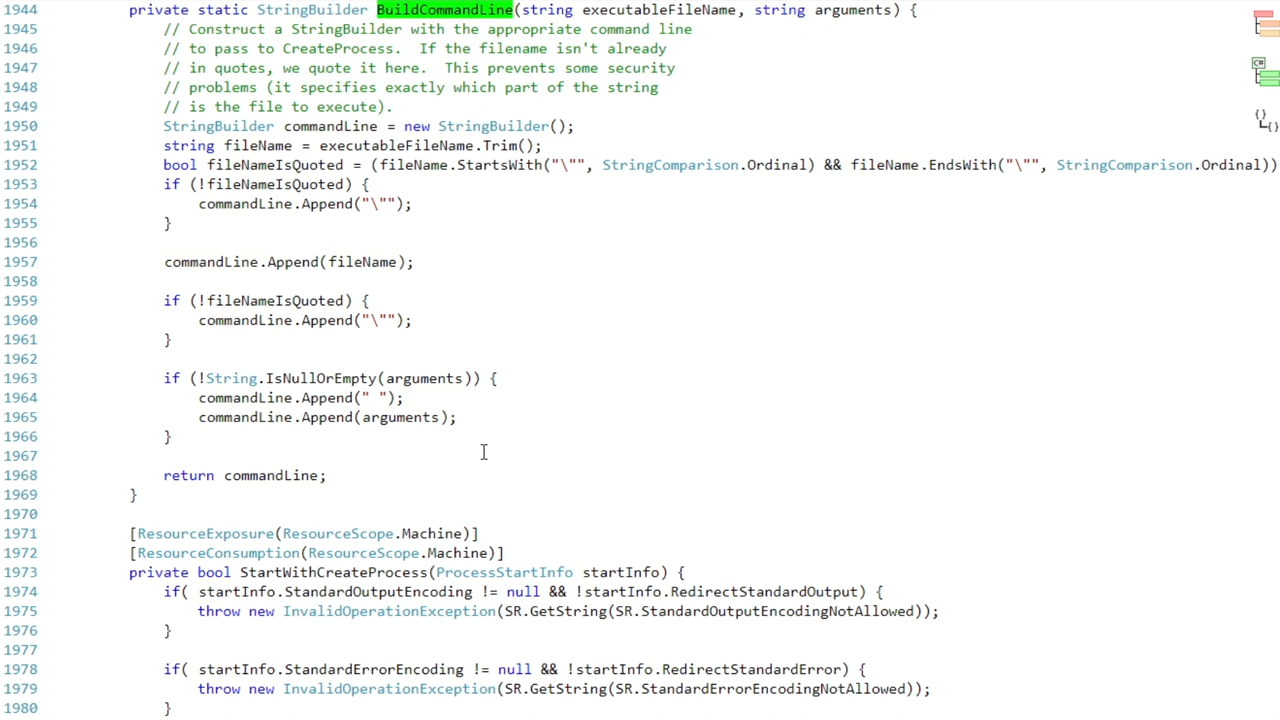 1944 private static StringBuilder BuildCommandLine(string executableFileName, string arguments) {
1945 // Construct a StringBuilder with the appropriate command line
1946 // to pass to CreateProcess.  If the filename isn't already
1947 // in quotes, we quote it here.  This prevents some security
1948 // problems (it specifies exactly which part of the string
1949 // is the file to execute).
1950 StringBuilder commandLine = new StringBuilder();
1951 string fileName = executableFileName.Trim();
1952 bool fileNameIsQuoted = (fileName.StartsWith("\"", StringComparison.Ordinal) && fileName.EndsWith("\"", StringComparison.Ordinal))
1953 if (!fileNameIsQuoted) {
1954 commandLine.Append("\"");
1955 }
1956
1957 commandLine.Append(fileName);
1958
1959 if (!fileNameIsQuoted) {
1960 commandLine.Append("\"");
1961 }
1962
1963 if (!String.IsNullOrEmpty(arguments)) {
1964 commandLine.Append(" ");
1965 commandLine.Append(arguments);
1966 }
1967
1968 return commandLine;
1969 }
1970
1971 [ResourceExposure(ResourceScope.Machine)]
1972 [ResourceConsumption(ResourceScope.Machine)]
1973 private bool StartWithCreateProcess(ProcessStartInfo startInfo) {
1974 if( startInfo.StandardOutputEncoding != null && !startInfo.RedirectStandardOutput) {
1975 throw new InvalidOperationException(SR.GetString(SR.StandardOutputEncodingNotAllowed));
1976 }
1977
1978 if( startInfo.StandardErrorEncoding != null && !startInfo.RedirectStandardError) {
1979 throw new InvalidOperationException(SR.GetString(SR.StandardErrorEncodingNotAllowed));
1980 }
C#
{}
{}